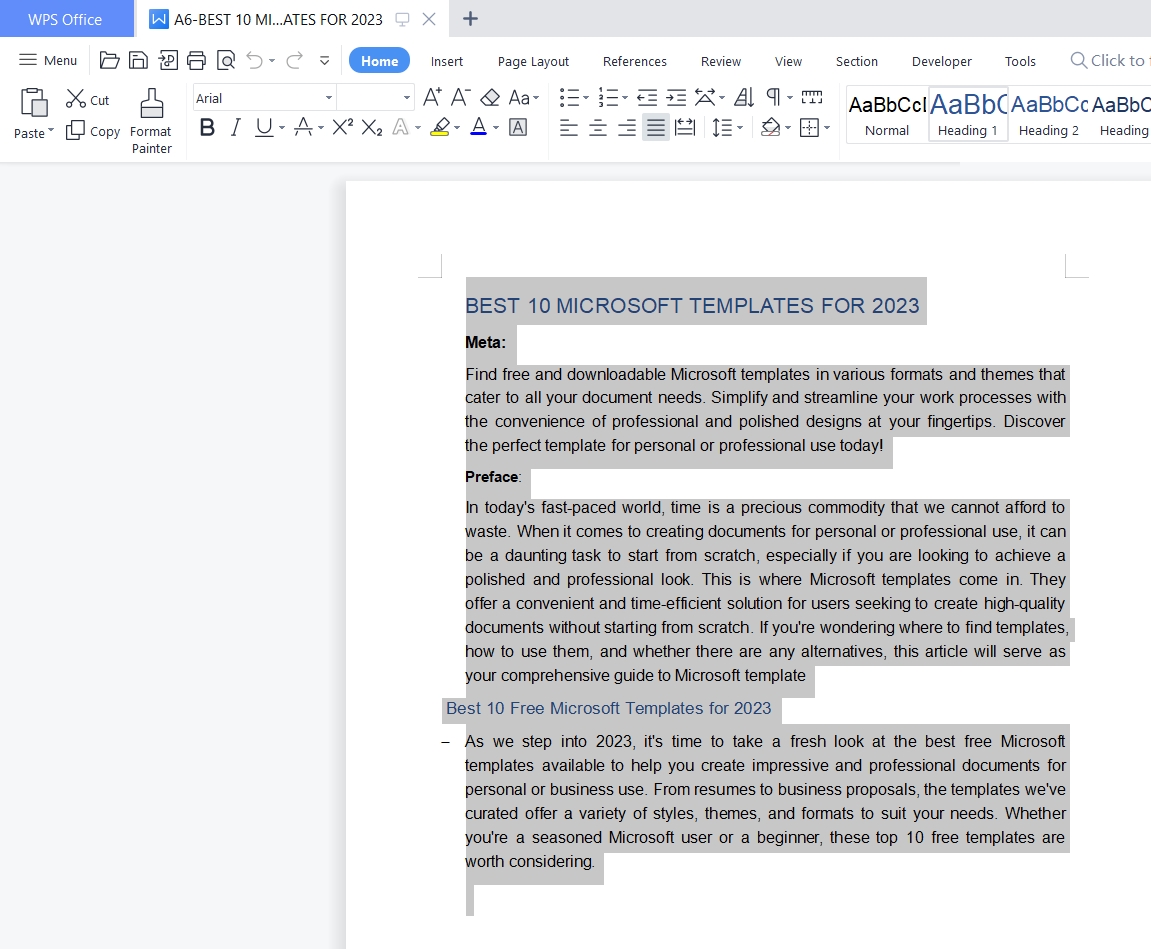 WPS Office
A6-BEST 10 MI...ATES FOR 2023
Menu
Home
Insert
Page Layout
References
Review
View
Section
Developer
Tools
Click to
Paste
Cut
Copy
Format
Painter
Arial
AaBbCcI
AaBbC
AaBbCc
AaBbC
Normal
Heading 1
Heading 2
Heading
BEST 10 MICROSOFT TEMPLATES FOR 2023
Meta:
Find free and downloadable Microsoft templates in various formats and themes that
cater to all your document needs. Simplify and streamline your work processes with
the convenience of professional and polished designs at your fingertips. Discover
the perfect template for personal or professional use today!
Preface:
In today's fast-paced world, time is a precious commodity that we cannot afford to
waste. When it comes to creating documents for personal or professional use, it can
be a daunting task to start from scratch, especially if you are looking to achieve a
polished and professional look. This is where Microsoft templates come in. They
offer a convenient and time-efficient solution for users seeking to create high-quality
documents without starting from scratch. If you're wondering where to find templates,
how to use them, and whether there are any alternatives, this article will serve as
your comprehensive guide to Microsoft template
Best 10 Free Microsoft Templates for 2023
– As we step into 2023, it's time to take a fresh look at the best free Microsoft
templates available to help you create impressive and professional documents for
personal or business use. From resumes to business proposals, the templates we've
curated offer a variety of styles, themes, and formats to suit your needs. Whether
you're a seasoned Microsoft user or a beginner, these top 10 free templates are
worth considering.